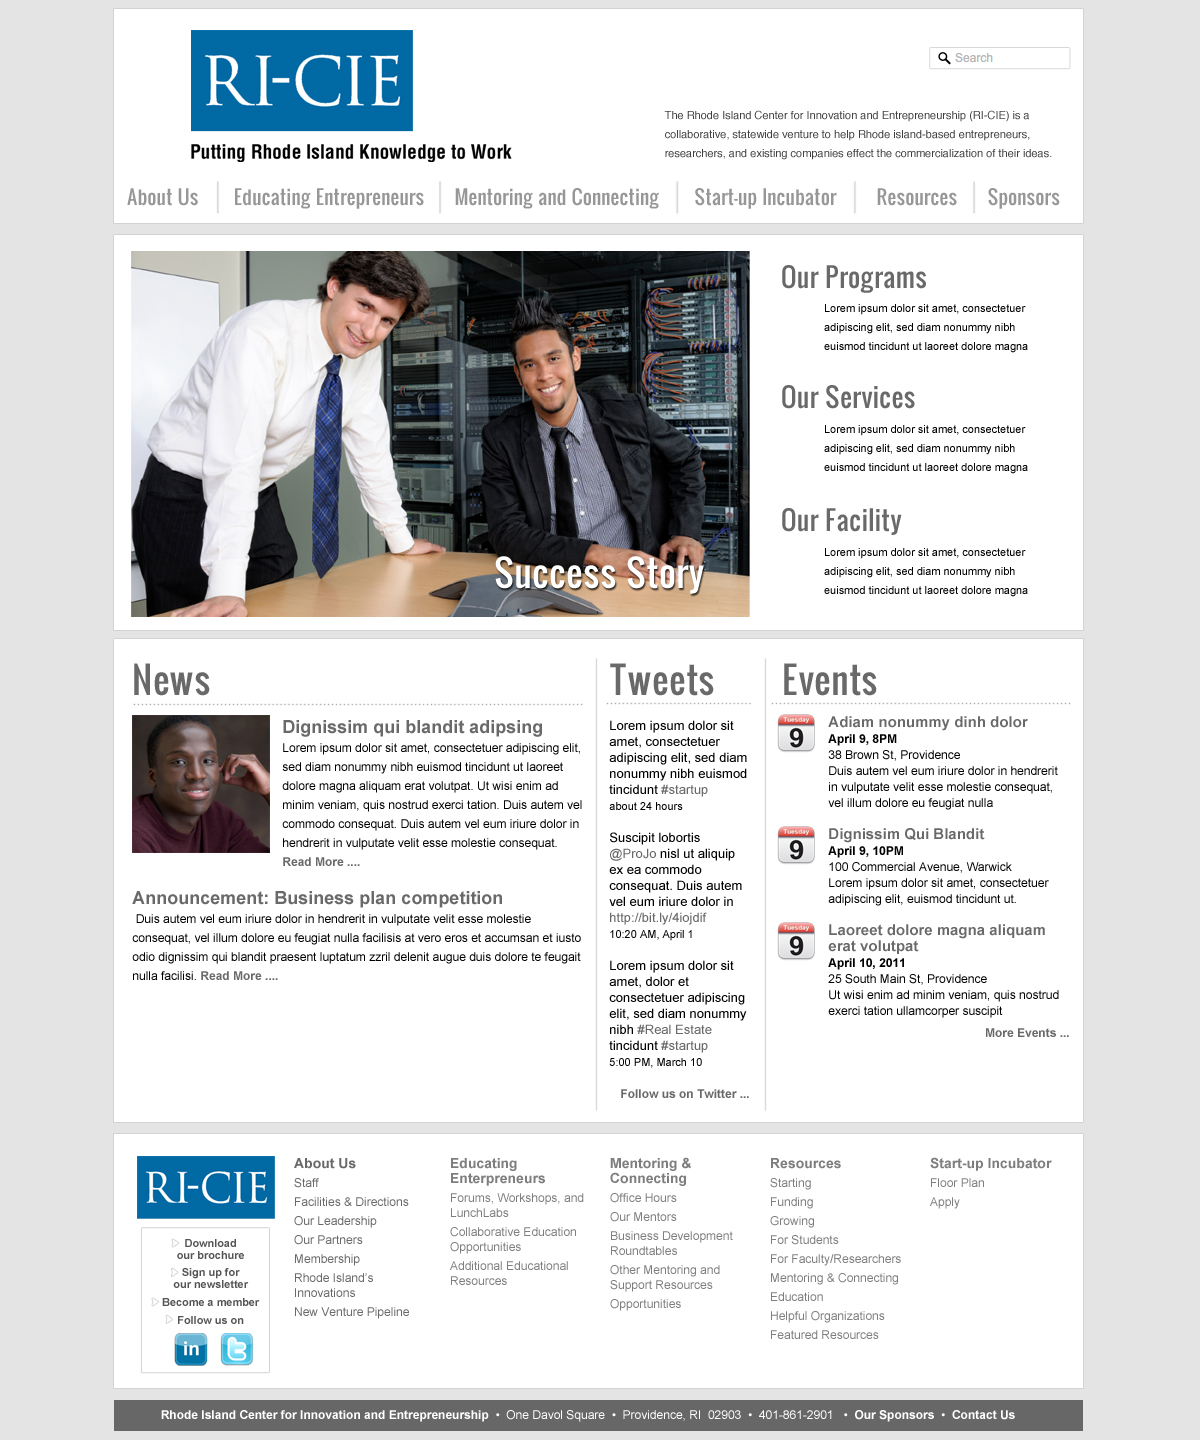 RI-CIE
Putting Rhode Island Knowledge to Work
Search
The Rhode Island Center for Innovation and Entrepreneurship (RI-CIE) is a
collaborative, statewide venture to help Rhode island-based entrepreneurs,
researchers, and existing companies effect the commercialization of their ideas.
About Us
Educating Entrepreneurs
Mentoring and Connecting
Start-up Incubator
Resources
Sponsors
Success Story
Our Programs
Lorem ipsum dolor sit amet, consectetuer
adipiscing elit, sed diam nonummy nibh
euismod tincidunt ut laoreet dolore magna
Our Services
Lorem ipsum dolor sit amet, consectetuer
adipiscing elit, sed diam nonummy nibh
euismod tincidunt ut laoreet dolore magna
Our Facility
Lorem ipsum dolor sit amet, consectetuer
adipiscing elit, sed diam nonummy nibh
euismod tincidunt ut laoreet dolore magna
News
Dignissim qui blandit adipsing
Lorem ipsum dolor sit amet, consectetuer adipiscing elit,
sed diam nonummy nibh euismod tincidunt ut laoreet
dolore magna aliquam erat volutpat. Ut wisi enim ad
minim veniam, quis nostrud exerci tation. Duis autem vel
commodo consequat. Duis autem vel eum iriure dolor in
hendrerit in vulputate velit esse molestie consequat.
Read More ....
Announcement: Business plan competition
Duis autem vel eum iriure dolor in hendrerit in vulputate velit esse molestie
consequat, vel illum dolore eu feugiat nulla facilisis at vero eros et accumsan et iusto
odio dignissim qui blandit praesent luptatum zzril delenit augue duis dolore te feugait
nulla facilisi. Read More ....
Tweets
Lorem ipsum dolor sit
amet, consectetuer
adipiscing elit, sed diam
nonummy nibh euismod
tincidunt #startup
about 24 hours
Suscipit lobortis
@ProJo nisl ut aliquip
ex ea commodo
consequat. Duis autem
vel eum iriure dolor in
http://bit.ly/4iojdif
10:20 AM, April 1
Lorem ipsum dolor sit
amet, dolor et
consectetuer adipiscing
elit, sed diam nonummy
nibh #Real Estate
tincidunt #startup
5:00 PM, March 10
Follow us on Twitter ...
Events
Tuesday
9
Adiam nonummy dinh dolor
April 9, 8PM
38 Brown St, Providence
Duis autem vel eum iriure dolor in hendrerit
in vulputate velit esse molestie consequat,
vel illum dolore eu feugiat nulla
Tuesday
9
Dignissim Qui Blandit
April 9, 10PM
100 Commercial Avenue, Warwick
Lorem ipsum dolor sit amet, consectetuer
adipiscing elit, euismod tincidunt ut.
Tuesday
9
Laoreet dolore magna aliquam
erat volutpat
April 10, 2011
25 South Main St, Providence
Ut wisi enim ad minim veniam, quis nostrud
exerci tation ullamcorper suscipit
More Events ...
RI-CIE
Download
our brochure
Sign up for
our newsletter
Become a member
Follow us on
in
t
About Us
Staff
Facilities & Directions
Our Leadership
Our Partners
Membership
Rhode Island's
Innovations
New Venture Pipeline
Educating
Enterpreneurs
Forums, Workshops, and
LunchLabs
Collaborative Education
Opportunities
Additional Educational
Resources
Mentoring &
Connecting
Office Hours
Our Mentors
Business Development
Roundtables
Other Mentoring and
Support Resources
Opportunities
Resources
Starting
Funding
Growing
For Students
For Faculty/Researchers
Mentoring & Connecting
Education
Helpful Organizations
Featured Resources
Start-up Incubator
Floor Plan
Apply
Rhode Island Center for Innovation and Entrepreneurship • One Davol Square • Providence, RI 02903 • 401-861-2901 • Our Sponsors • Contact Us